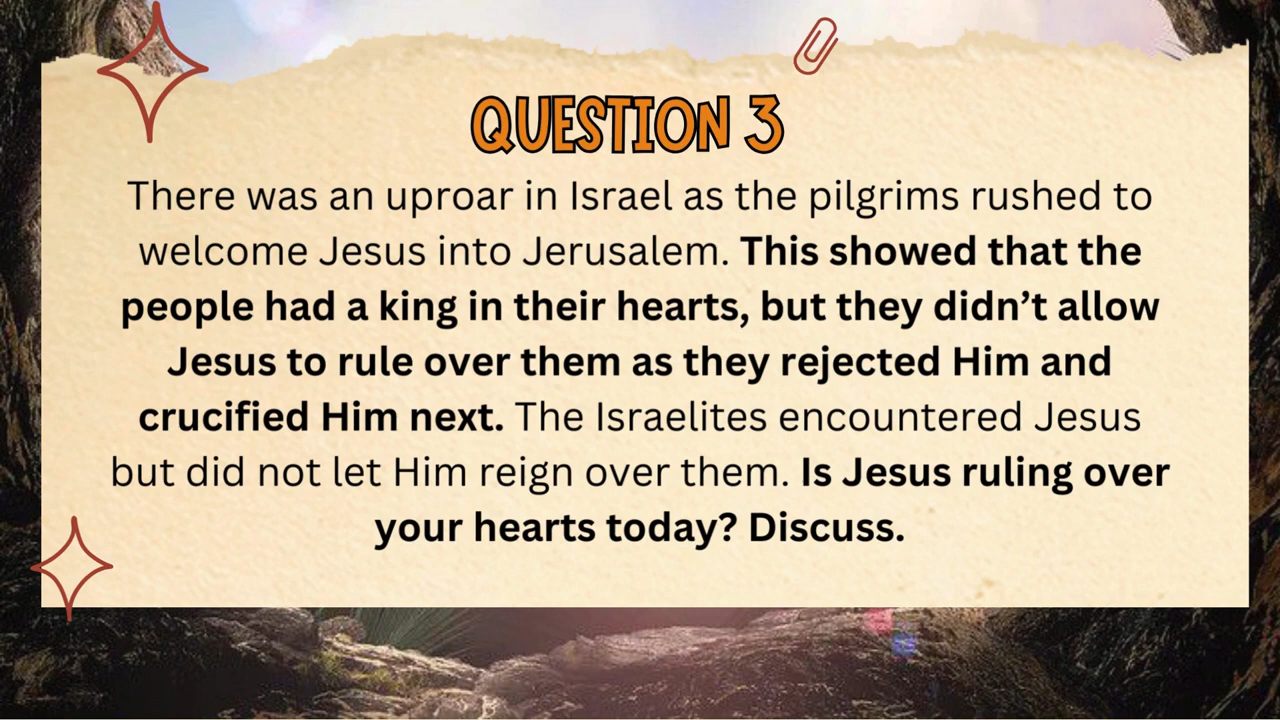 QUESTION 3
There was an uproar in Israel as the pilgrims rushed to
welcome Jesus into Jerusalem. This showed that the
people had a king in their hearts, but they didn’t allow
Jesus to rule over them as they rejected Him and
crucified Him next. The Israelites encountered Jesus
but did not let Him reign over them. Is Jesus ruling over
your hearts today? Discuss.